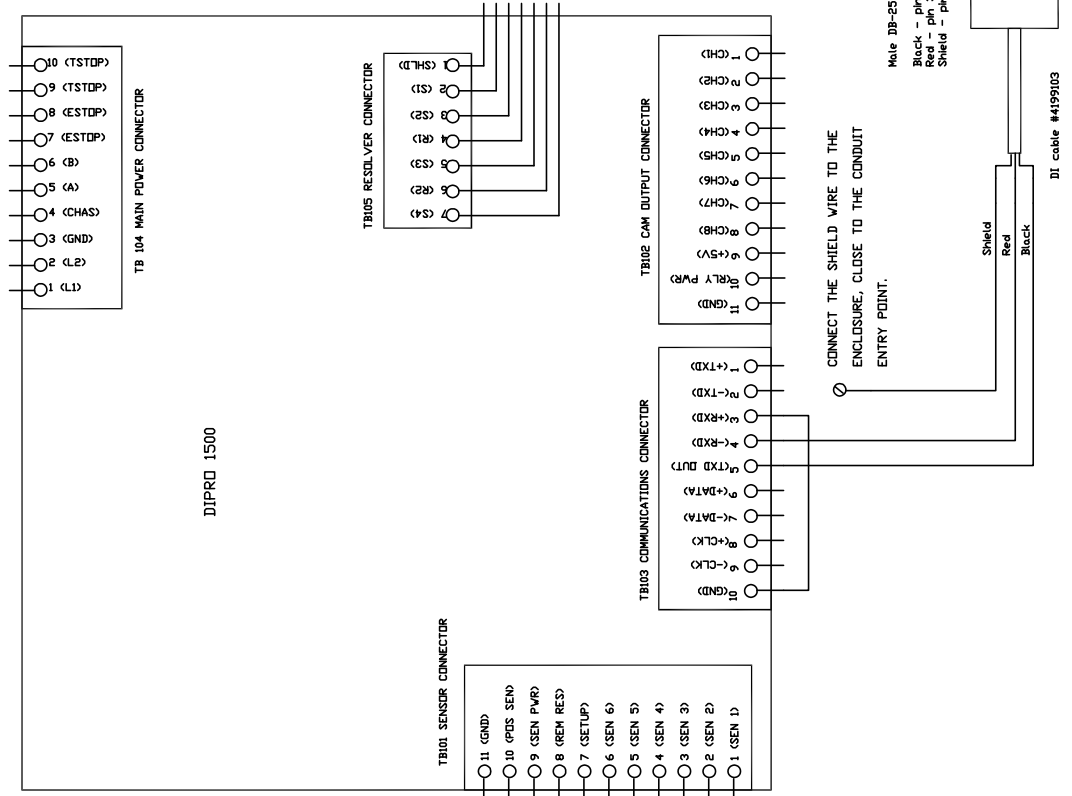 10 (TSTOP)
9 (TSTOP)
8 (ESTOP)
7 (ESTOP)
6 (B)
5 (A)
4 (CHAS)
3 (GND)
2 (L2)
1 (L1)
TB 104 MAIN POWER CONNECTOR
TB105 RESOLVER CONNECTOR
1 (SHLD)
2 (S1)
3 (S2)
4 (R1)
5 (S3)
6 (R2)
7 (S4)
TB102 CAM OUTPUT CONNECTOR
1 (CH1)
2 (CH2)
3 (CH3)
4 (CH4)
5 (CH5)
6 (CH6)
7 (CH7)
8 (CH8)
9 (+5V)
10 (RLY PWR)
11 (GND)
TB103 COMMUNICATIONS CONNECTOR
1 (+TXD)
2 (-TXD)
3 (+RXD)
4 (-RXD)
5 (TXD OUT)
6 (+DATA)
7 (-DATA)
8 (+CLK)
9 (-CLK)
10 (GND)
TB101 SENSOR CONNECTOR
11 (GND)
10 (POS SEN)
9 (SEN PWR)
8 (REM RES)
7 (SETUP)
6 (SEN 6)
5 (SEN 5)
4 (SEN 4)
3 (SEN 3)
2 (SEN 2)
1 (SEN 1)
DIPRO 1500
CONNECT THE SHIELD WIRE TO THE
ENCLOSURE, CLOSE TO THE CONDUIT
ENTRY POINT.
Male DB-25
Black - pin
Red - pin
Shield - pin
Shield
Red
Black
DI cable #4199103